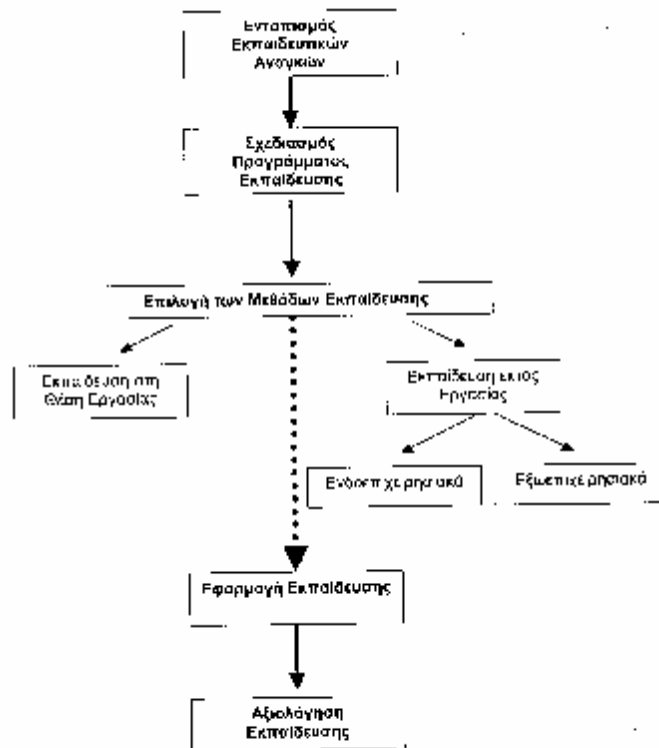 Εντοπισμός
Εκπαιδευτικών
Αναγκών
Σχεδιασμός
Προγράμματος
Εκπαίδευσης
Επιλογή των Μεθόδων Εκπαίδευσης
Εκπαίδευση στη
Θέση Εργασίας
Εκπαίδευση εκτός
Εργασίας
Ενδοεπιχειρησιακά
Εξωεπιχειρησιακά
Εφαρμογή Εκπαίδευσης
Αξιολόγηση
Εκπαίδευσης